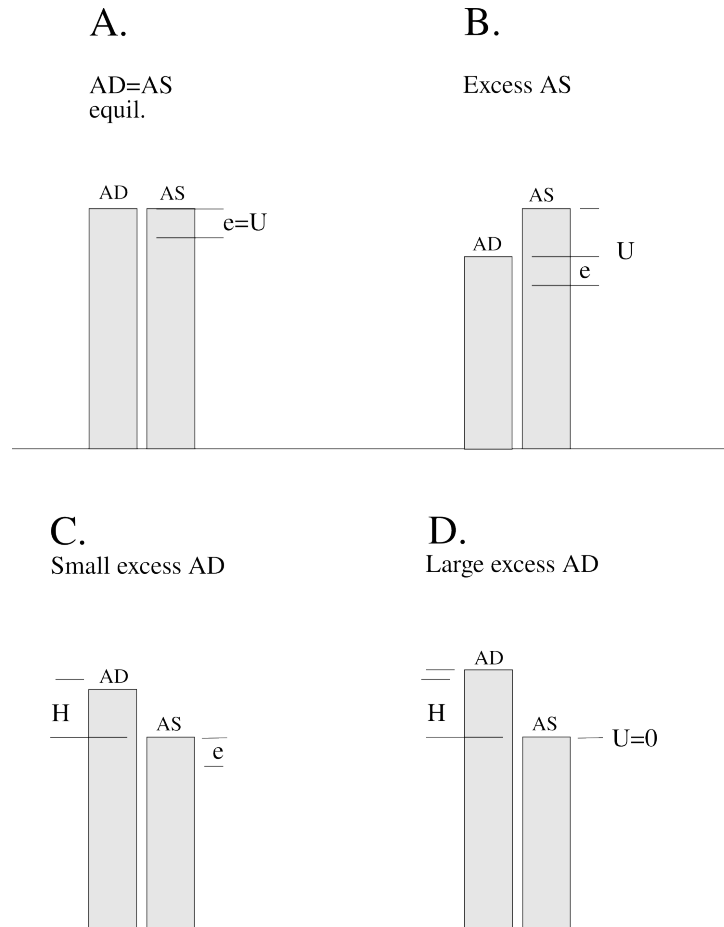 A.
AD=AS
equil.
AD
AS
e=U
B.
Excess AS
AS
AD
U
e
C.
Small excess AD
AD
H
AS
e
D.
Large excess AD
AD
H
AS
U=0